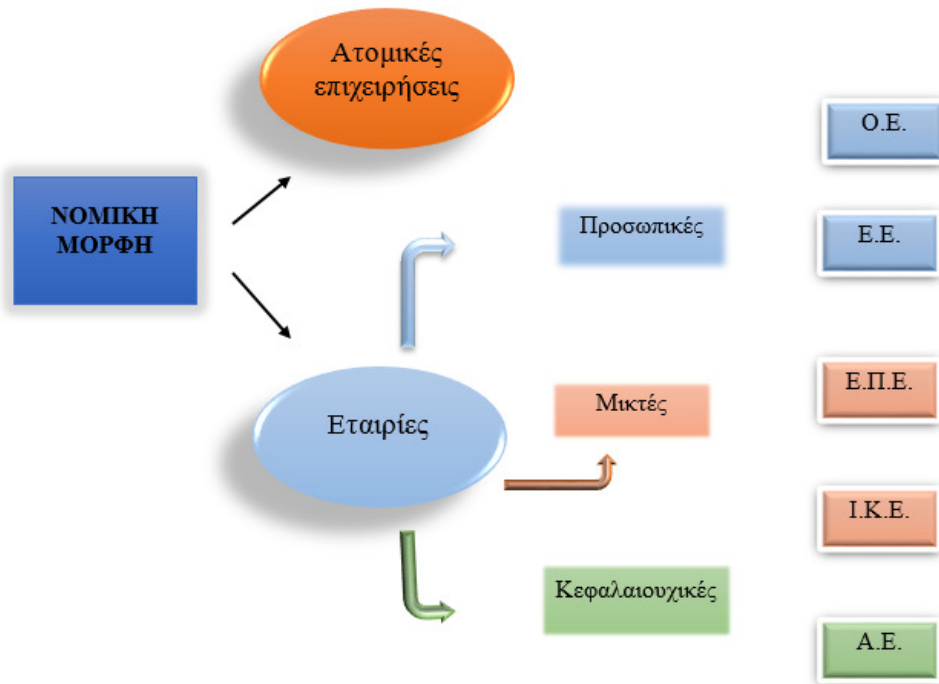 Ατομικές
επιχειρήσεις
Ο.Ε.
ΝΟΜΙΚΗ
ΜΟΡΦΗ
Προσωπικές
Ε.Ε.
Ε.Π.Ε.
Μικτές
Εταιρίες
Ι.Κ.Ε.
Κεφαλαιουχικές
Α.Ε.